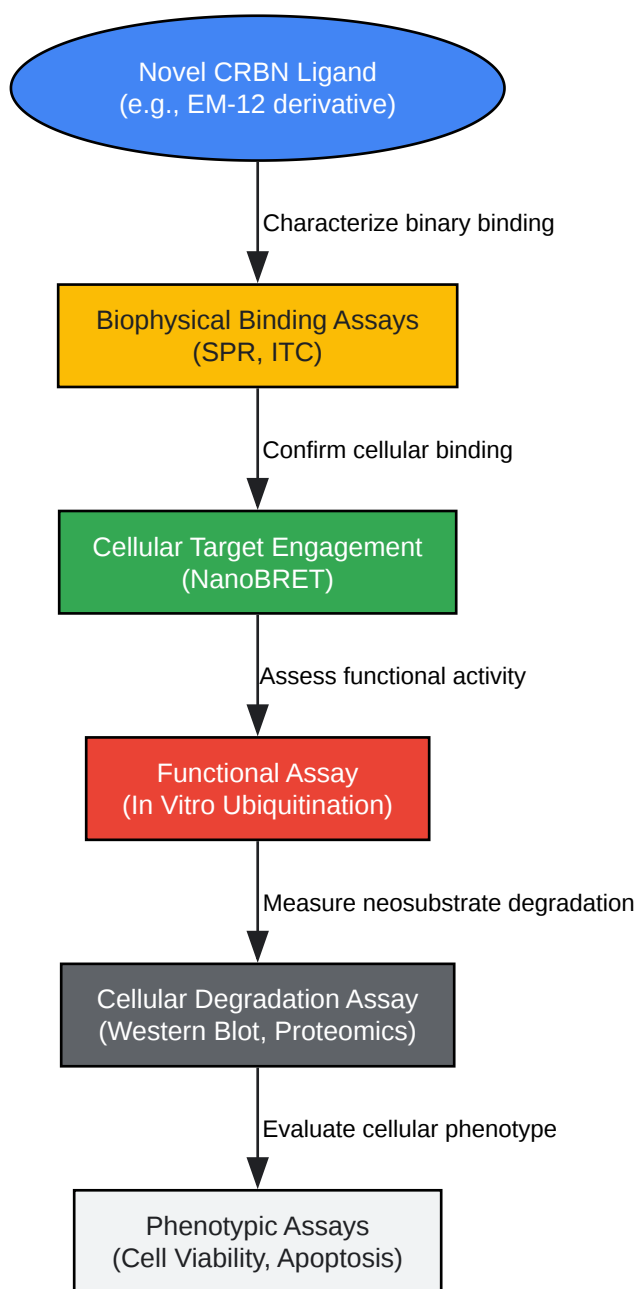 Novel CRBN Ligand
(e.g., EM-12 derivative)
Characterize binary binding
Biophysical Binding Assays
(SPR, ITC)
Confirm cellular binding
Cellular Target Engagement
(NanoBRET)
Assess functional activity
Functional Assay
(In Vitro Ubiquitination)
Measure neosubstrate degradation
Cellular Degradation Assay
(Western Blot, Proteomics)
Evaluate cellular phenotype
Phenotypic Assays
(Cell Viability, Apoptosis)